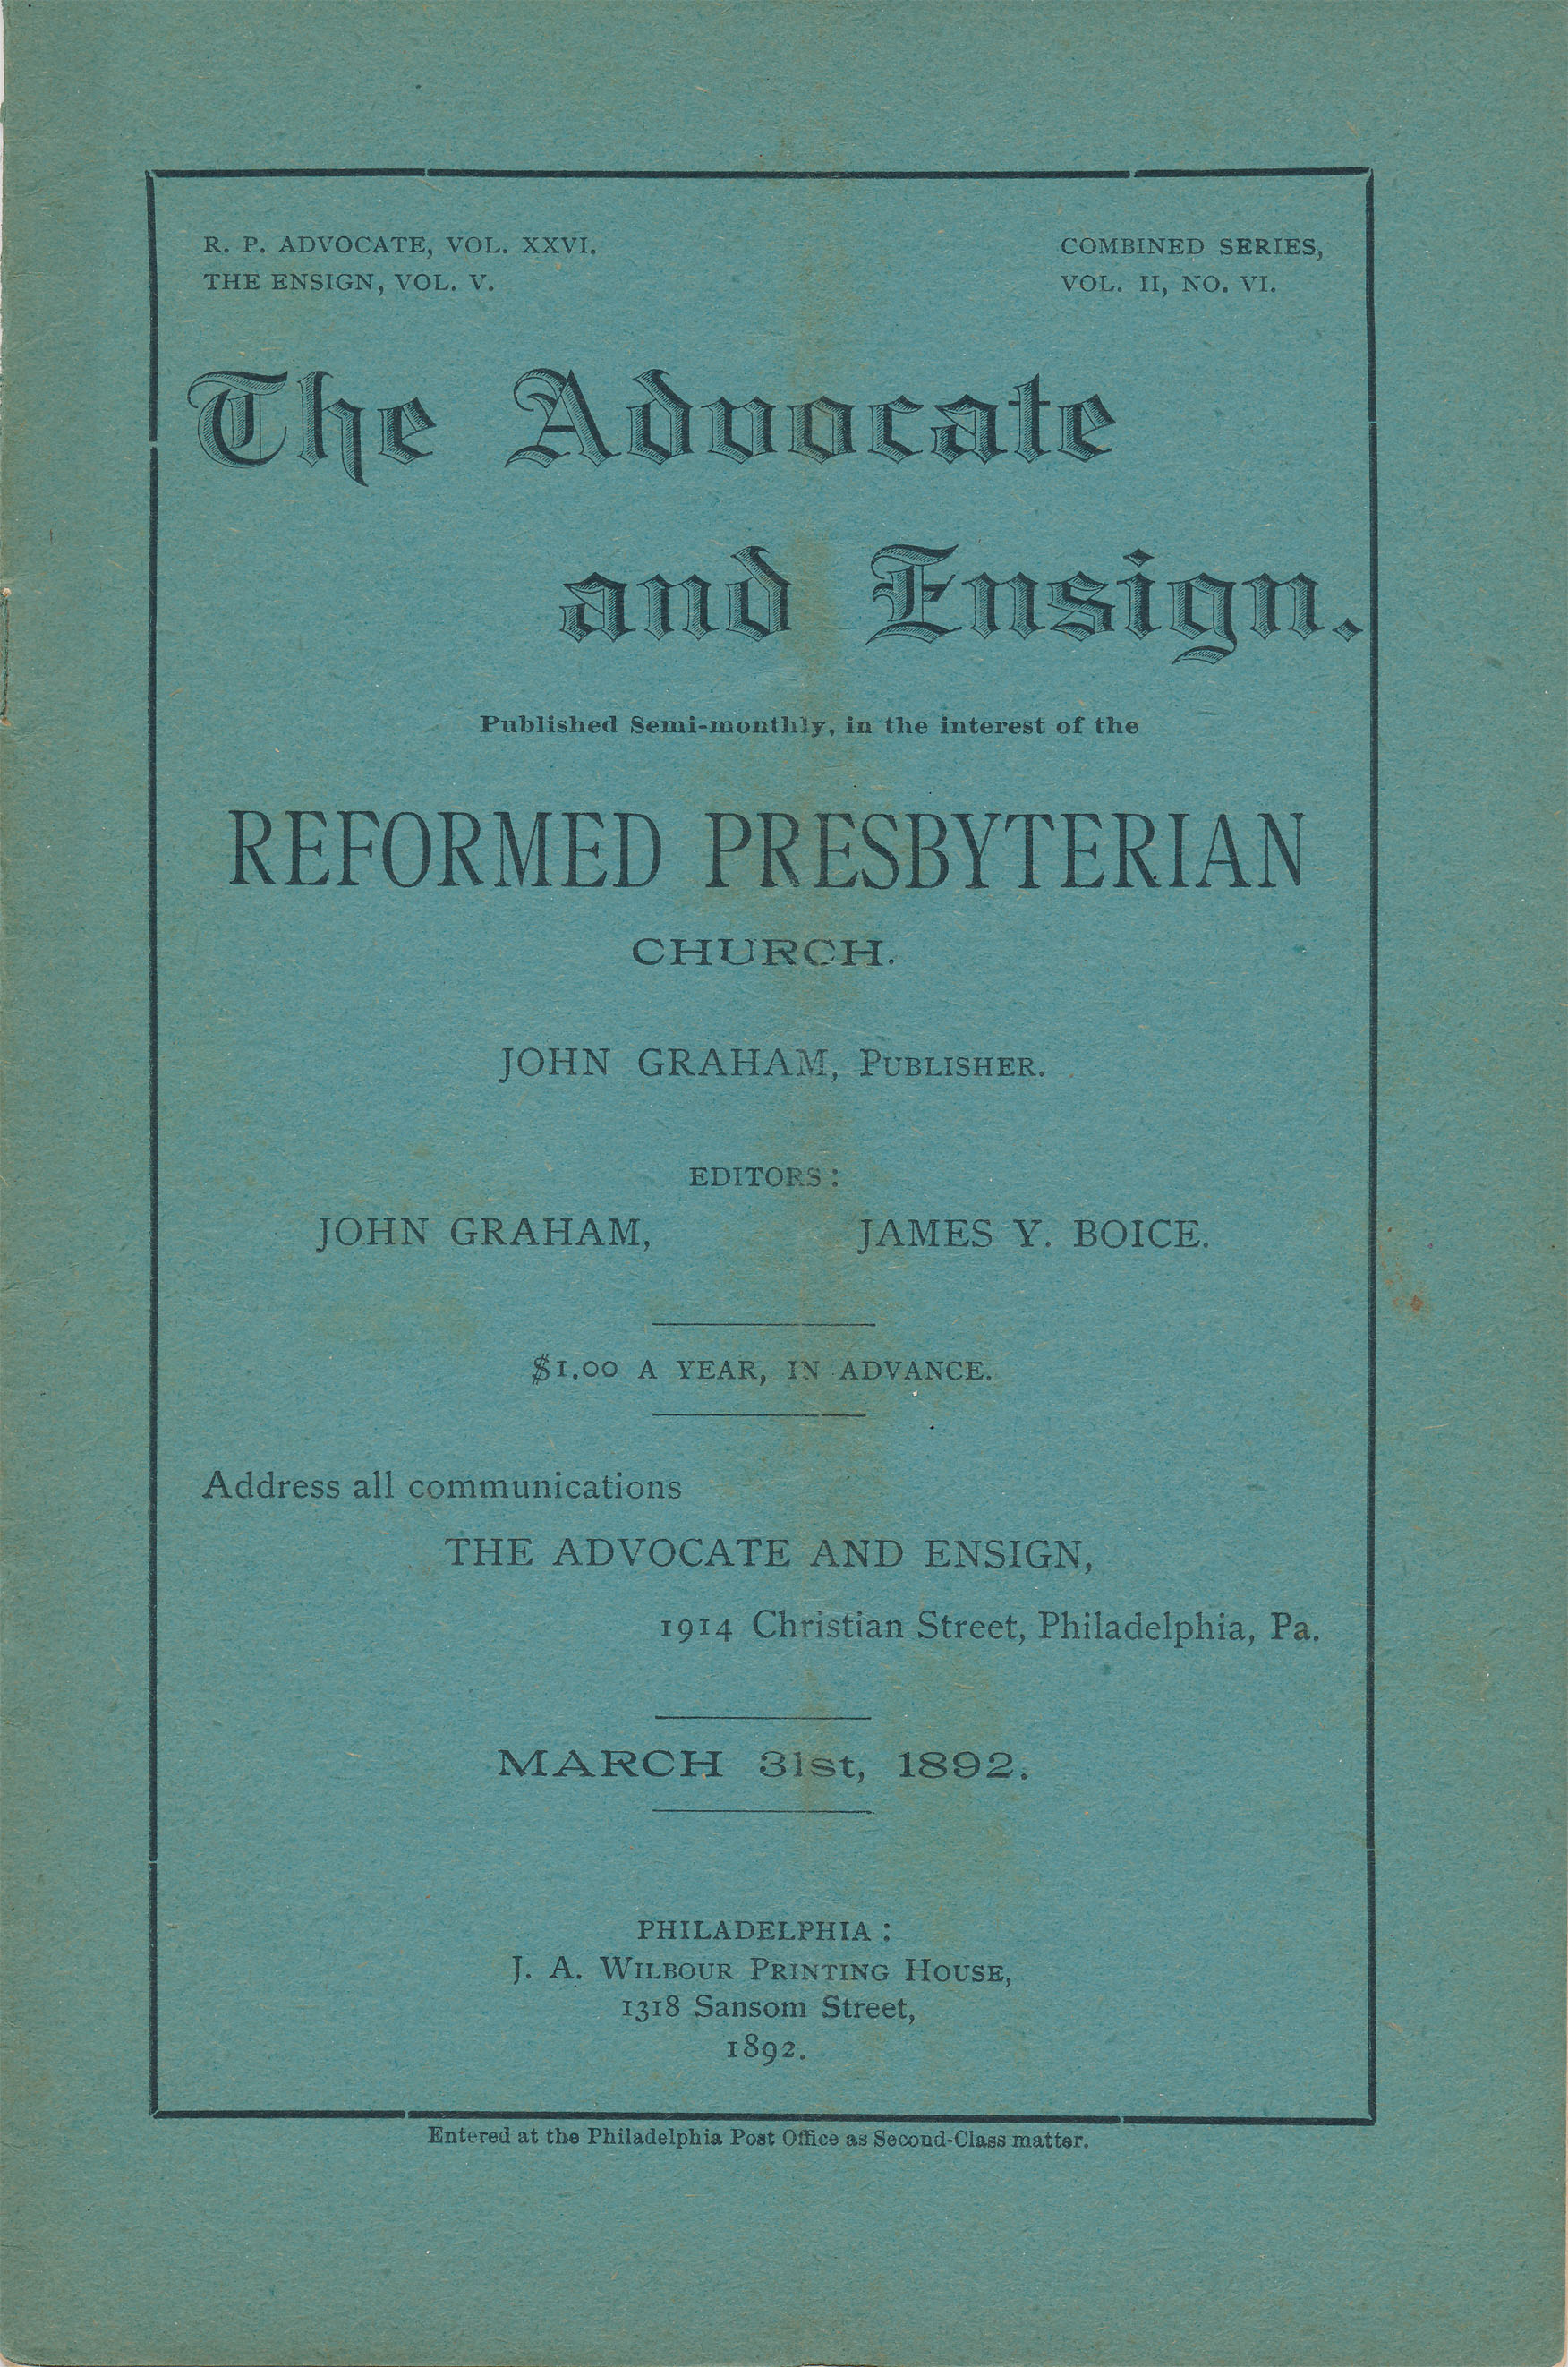 R. P. ADVOCATE, VOL. XXVI.
THE ENSIGN, VOL. V.
COMBINED SERIES,
VOL. II, NO. VI.
The Advocate
and Ensign.
Published Semi-monthly, in the interest of the
REFORMED PRESBYTERIAN
CHURCH.
JOHN GRAHAM, PUBLISHER.
EDITORS:
JOHN GRAHAM, JAMES Y. BOICE.
$1.00 A YEAR, IN ADVANCE.
Address all communications
THE ADVOCATE AND ENSIGN,
1914 Christian Street, Philadelphia, Pa.
MARCH 31st, 1892.
PHILADELPHIA:
J. A. WILBOUR PRINTING HOUSE,
1318 Sansom Street,
1892.
Entered at the Philadelphia Post Office as Second-Class matter.